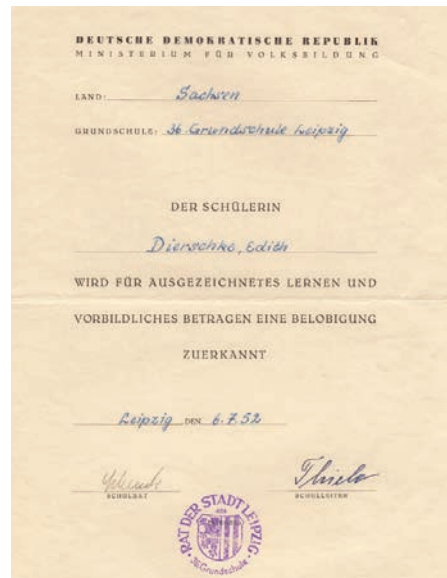 DEUTSCHE DEMOKRATISCHE REPUBLIK
MINISTERIUM FÜR VOLKSBILDUNG
LAND: Sachsen
GRUNDSCHULE: 36. Grundschule Leipzig
DER SCHÜLERIN
Dierschke, Edith
WIRD FÜR AUSGEZEICHNETES LERNEN UND
VORBILDLICHES BETRAGEN EINE BELOBIGUNG
ZUERKANNT
Leipzig DEN 6.7.52
Thiele
SCHULRAT SCHULLEITER
RAT DER STADT LEIPZIG
36. Grundschule